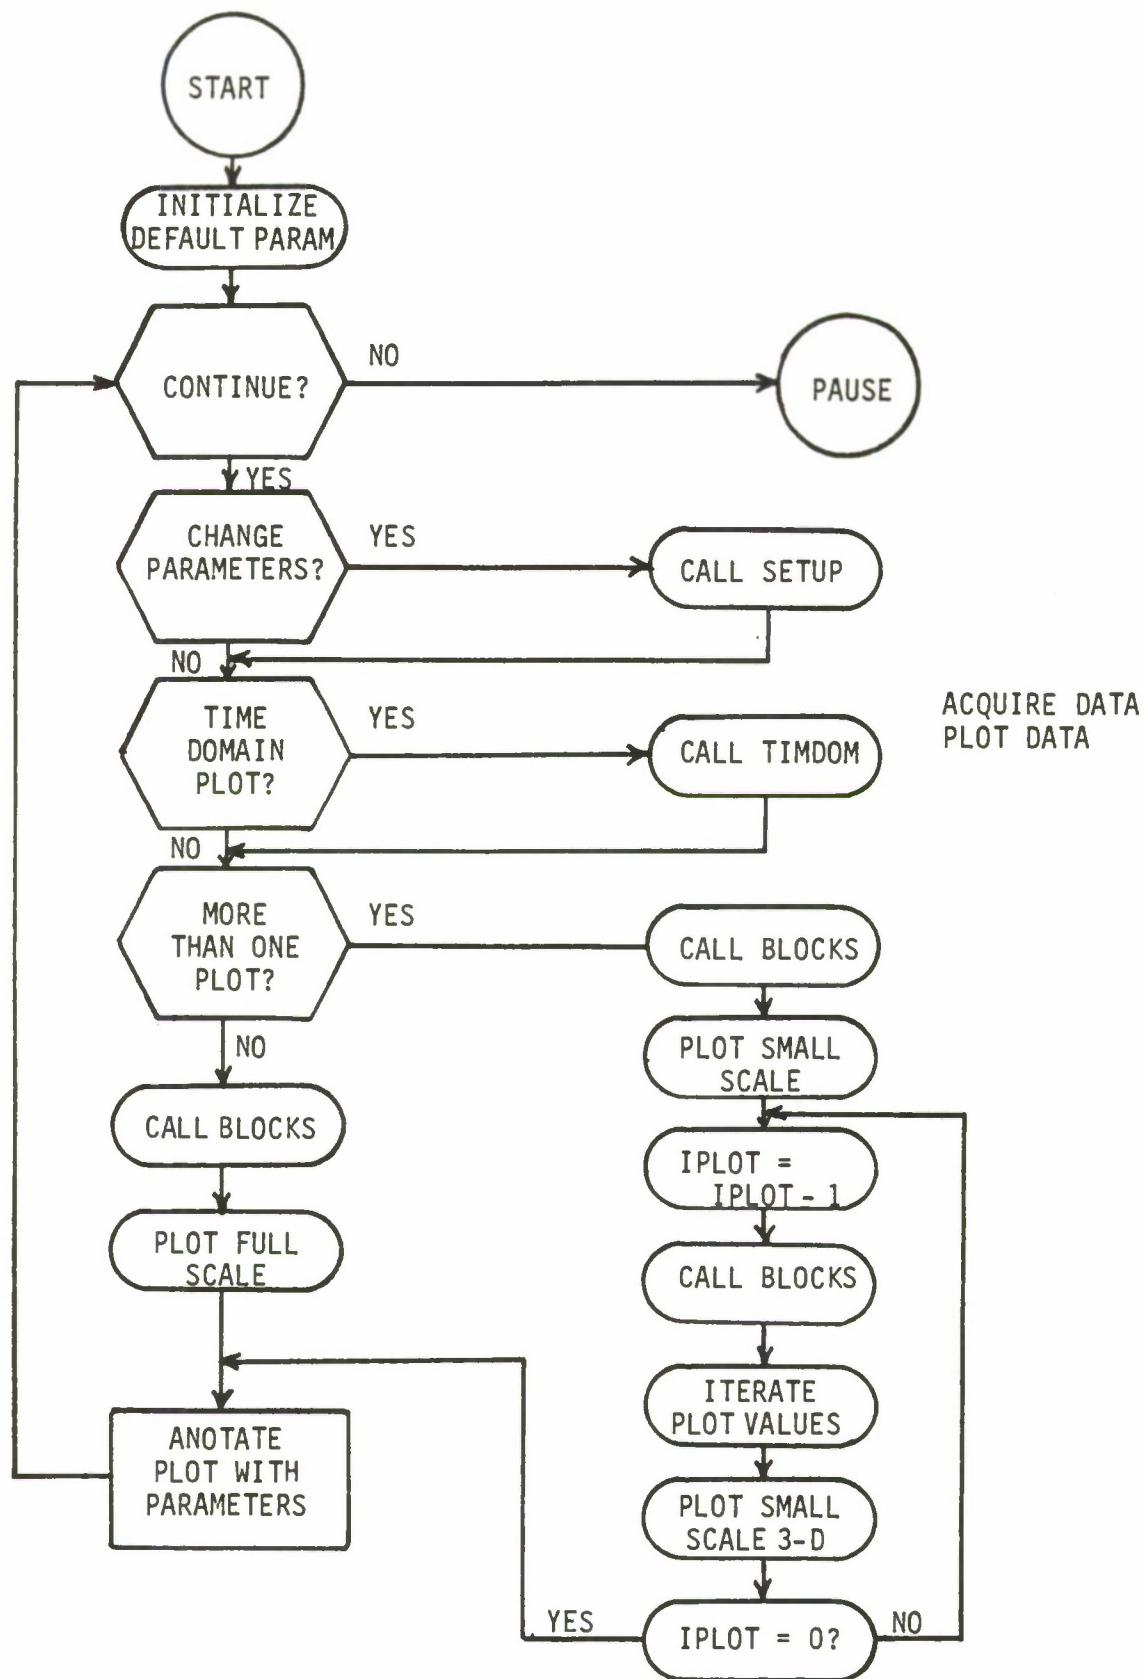 START
INITIALIZE
DEFAULT PARAM
CONTINUE?
NO
PAUSE
YES
CHANGE
PARAMETERS?
YES
CALL SETUP
NO
TIME
DOMAIN
PLOT?
YES
CALL TIMDOM
ACQUIRE DATA
PLOT DATA
NO
MORE
THAN ONE
PLOT?
YES
CALL BLOCKS
PLOT SMALL
SCALE
NO
CALL BLOCKS
IPLOT =
IPLOT - 1
PLOT FULL
SCALE
CALL BLOCKS
ITERATE
PLOT VALUES
ANOTATE
PLOT WITH
PARAMETERS
PLOT SMALL
SCALE 3-D
YES
IPLOT = 0?
NO